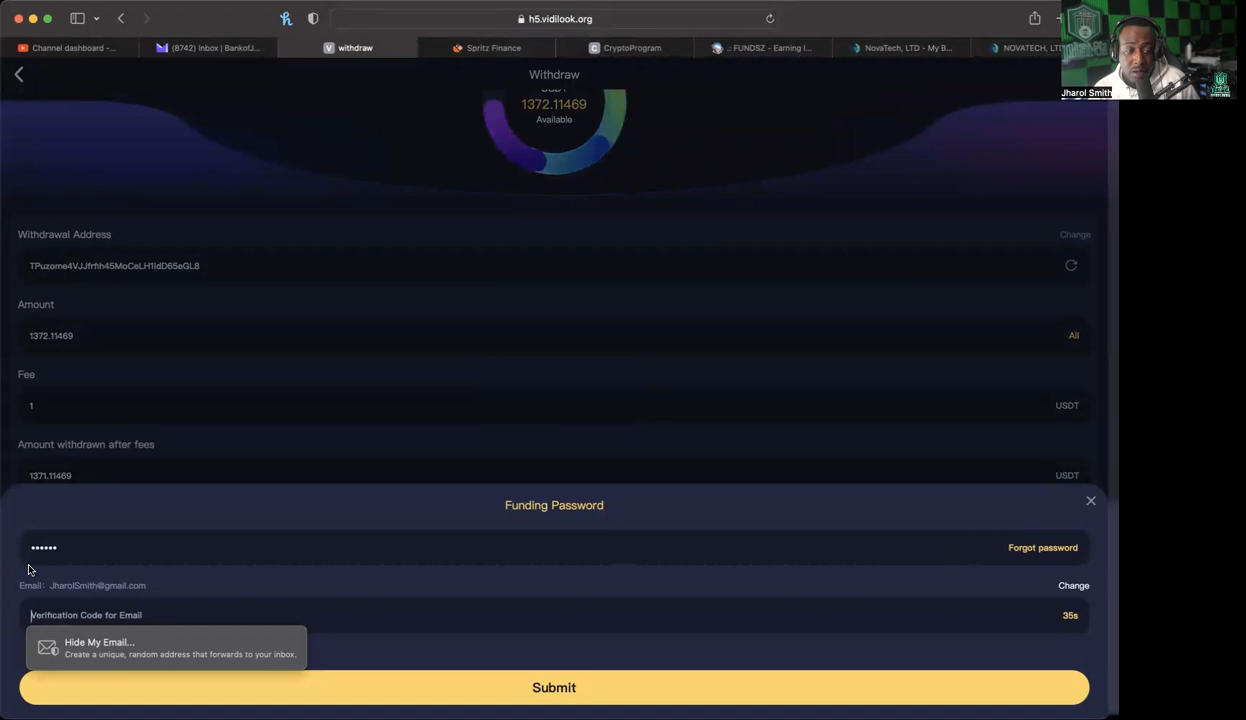 h5.vidilook.org
Channel dashboard -...
(8742) Inbox | BankofJ...
withdraw
Spritz Finance
CryptoProgram
.: FUNDSZ - Earning I...
NovaTech, LTD - My B...
NOVATECH, LTD
Jharol Smith
Withdraw
USDT
1372.11469
Available
Withdrawal Address
Change
Amount
1372.11469
All
Fee
1
USDT
Amount withdrawn after fees
1371.11469
USDT
Funding Password
••••••
Forgot password
Email: JharolSmith@gmail.com
Change
Verification Code for Email
35s
Hide My Email...
Create a unique, random address that forwards to your inbox.
Submit